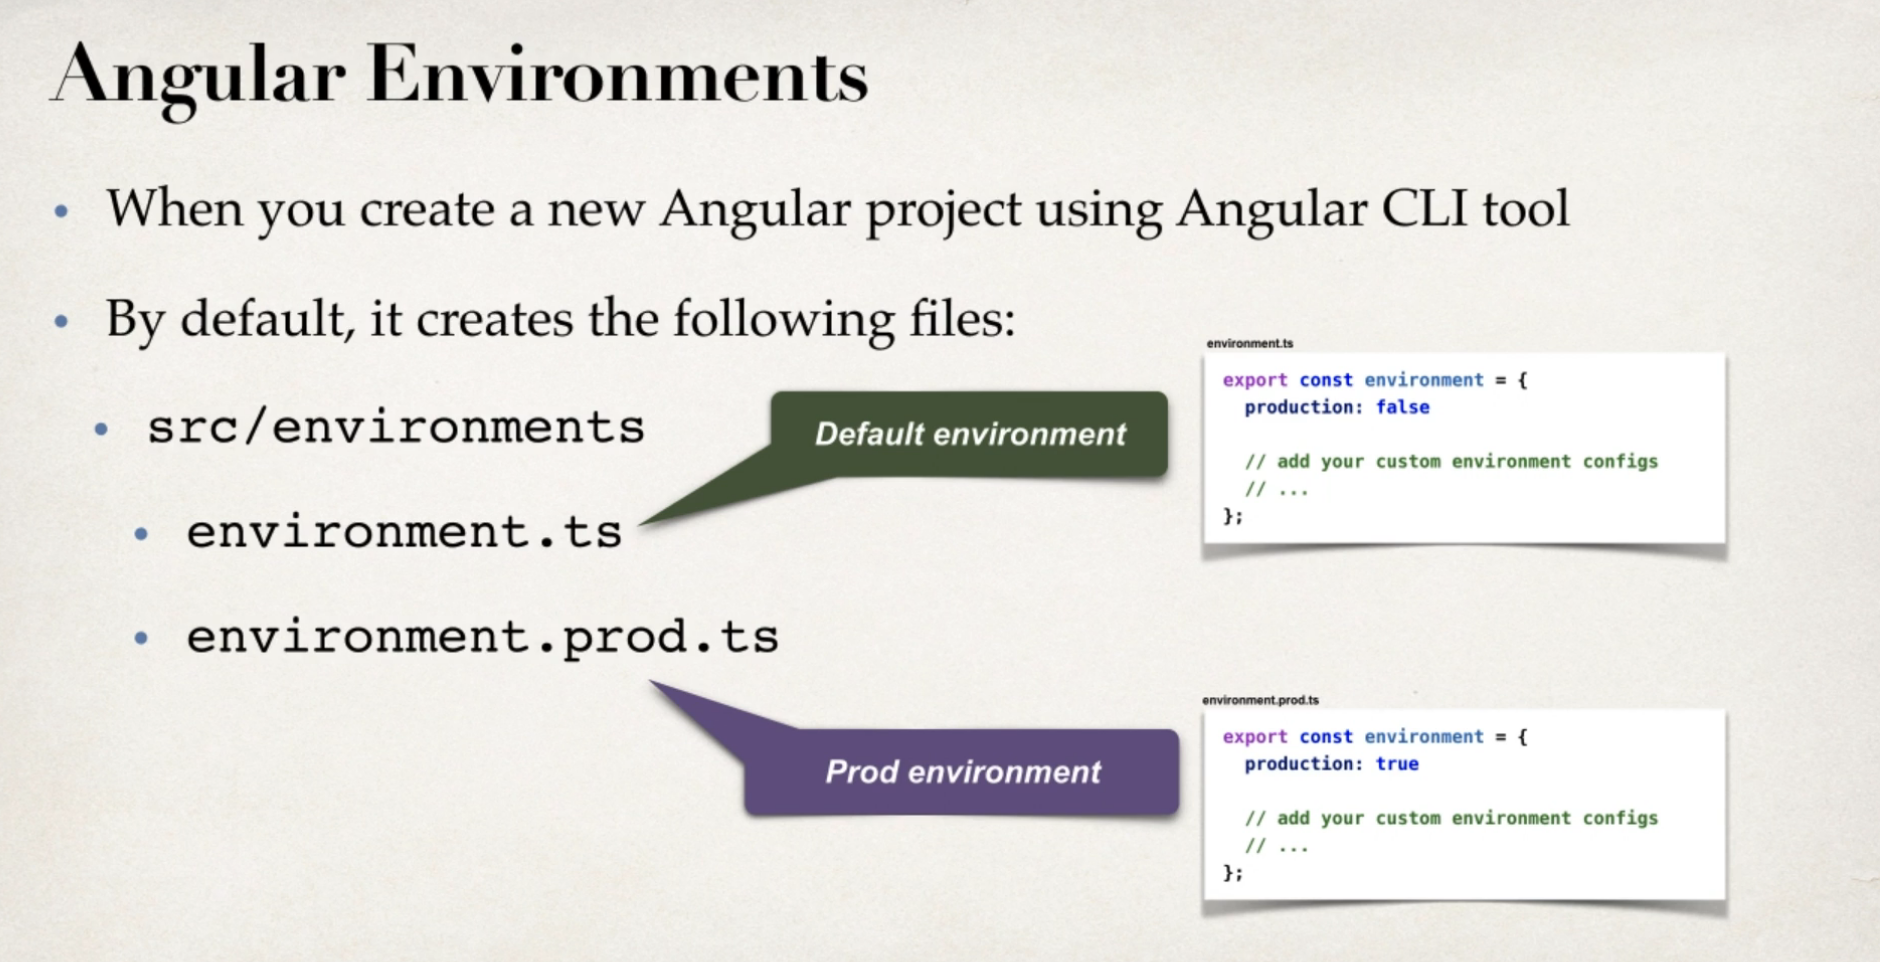 Angular Environments
When you create a new Angular project using Angular CLI tool
By default, it creates the following files:
src/environments
environment.ts
environment.prod.ts
Default environment
Prod environment
environment.ts
export const environment = {
  production: false

  // add your custom environment configs
  // ...
};
environment.prod.ts
export const environment = {
  production: true

  // add your custom environment configs
  // ...
};